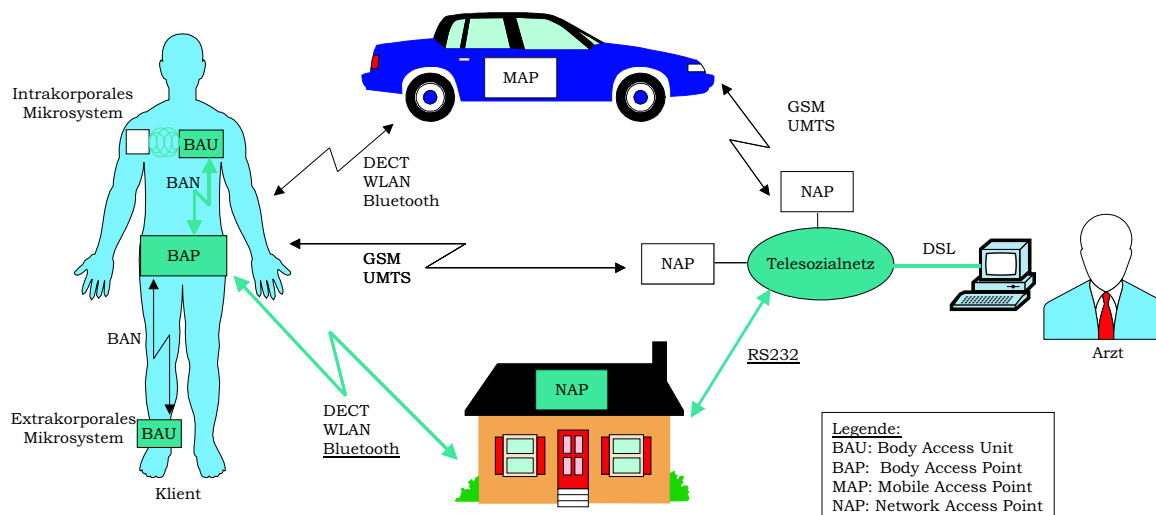 Intrakorporales
Mikrosystem
BAU
BAN
BAP
BAN
Extrakorporales
Mikrosystem
BAU
Klient
MAP
DECT
WLAN
Bluetooth
GSM
UMTS
GSM
UMTS
NAP
NAP
Telesozialnetz
DSL
Arzt
RS232
NAP
DECT
WLAN
Bluetooth
Legende:
BAU: Body Access Unit
BAP: Body Access Point
MAP: Mobile Access Point
NAP: Network Access Point